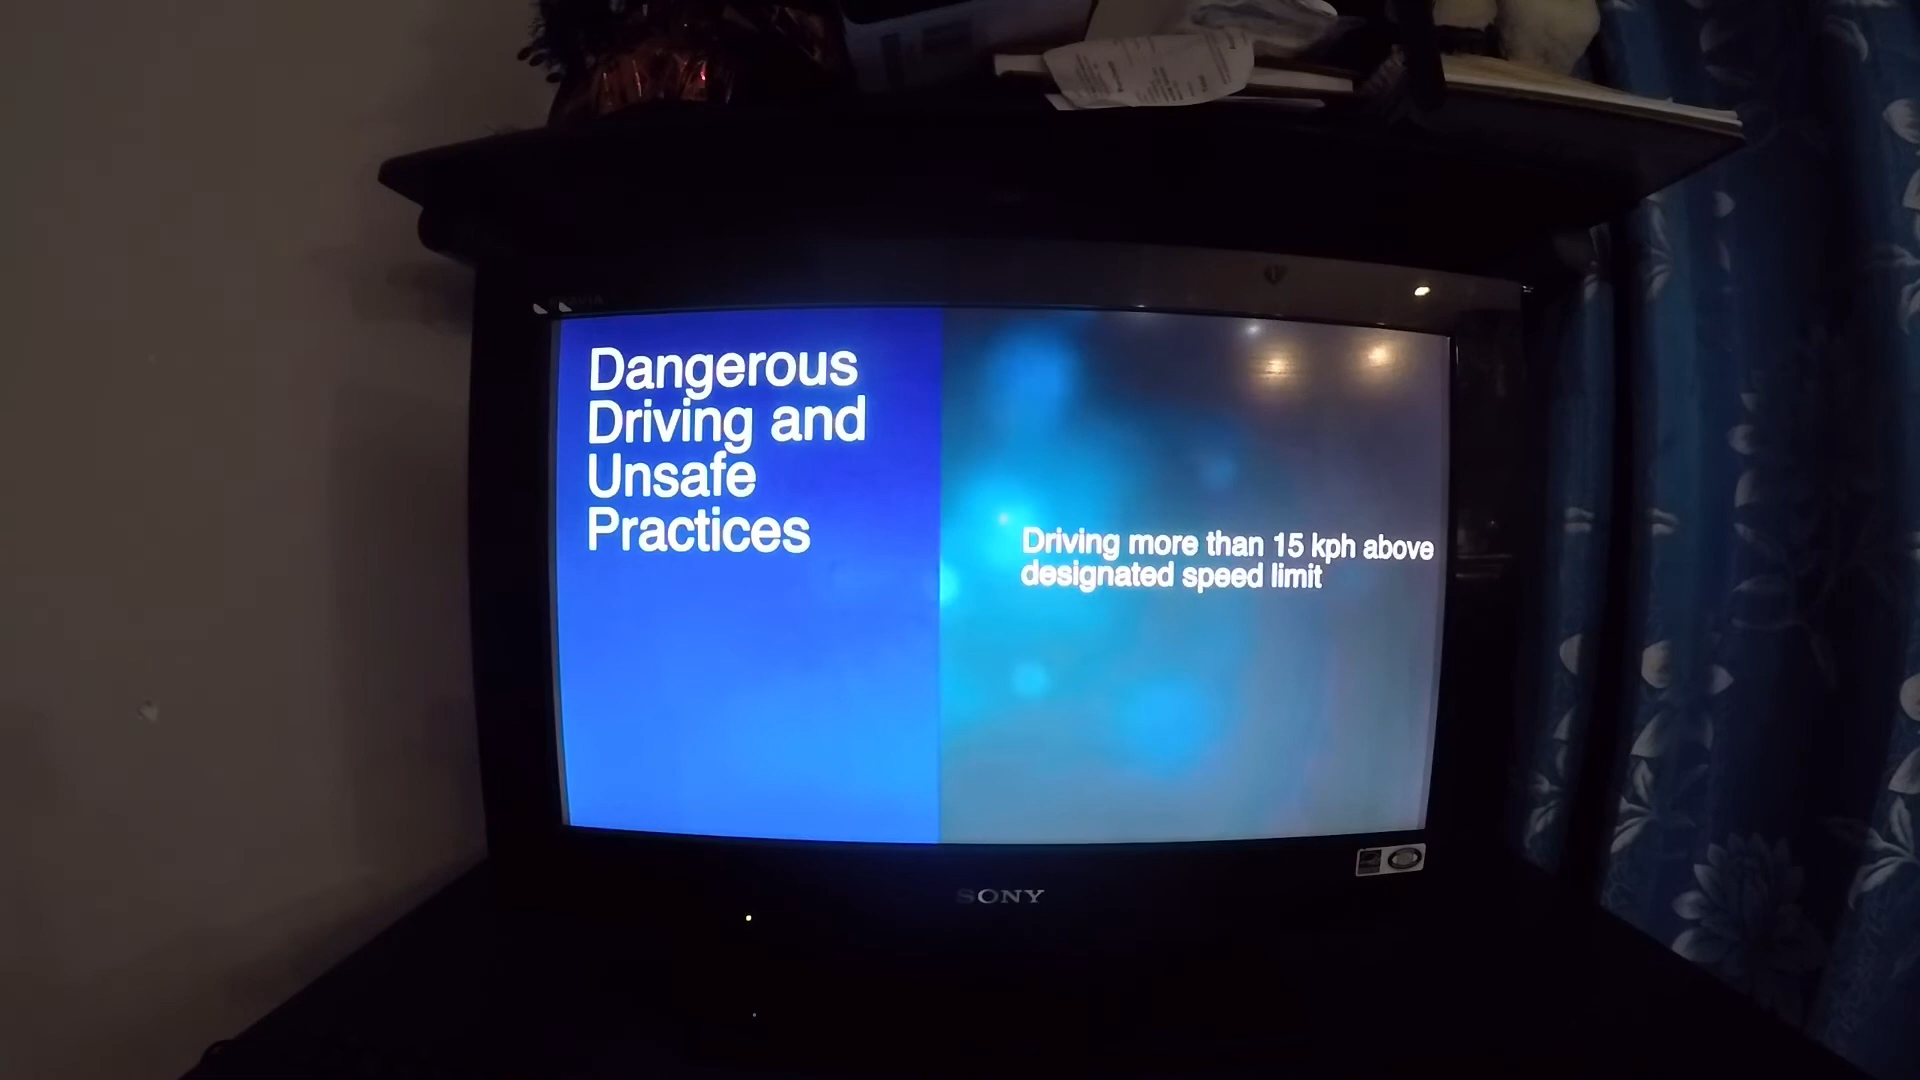 Dangerous
Driving and
Unsafe
Practices
Driving more than 15 kph above
designated speed limit
SONY